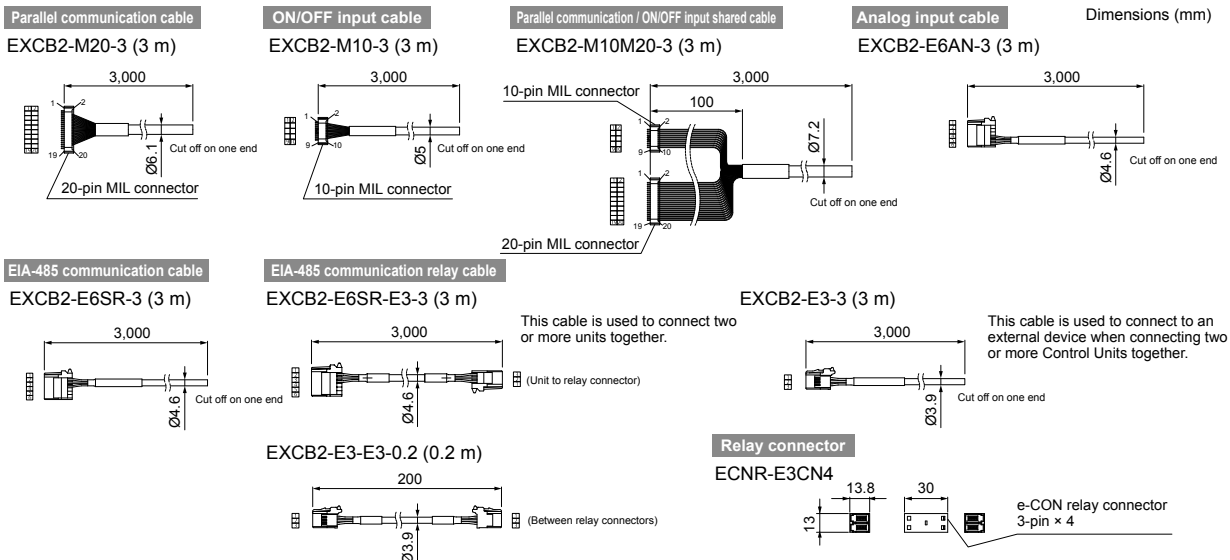 Parallel communication cable
EXCB2-M20-3 (3 m)
3,000
1
2
19
20
Ø6.1
Cut off on one end
20-pin MIL connector
ON/OFF input cable
EXCB2-M10-3 (3 m)
3,000
1
2
9
10
Ø5
Cut off on one end
10-pin MIL connector
Parallel communication / ON/OFF input shared cable
EXCB2-M10M20-3 (3 m)
3,000
10-pin MIL connector
100
1
2
9
10
Ø7.2
1
2
Cut off on one end
19
20
20-pin MIL connector
Analog input cable
Dimensions (mm)
EXCB2-E6AN-3 (3 m)
3,000
Ø4.6
Cut off on one end
EIA-485 communication cable
EXCB2-E6SR-3 (3 m)
3,000
Ø4.6
Cut off on one end
EIA-485 communication relay cable
EXCB2-E6SR-E3-3 (3 m)
3,000
This cable is used to connect two
or more units together.
(Unit to relay connector)
Ø4.6
EXCB2-E3-E3-0.2 (0.2 m)
200
(Between relay connectors)
Ø3.9
EXCB2-E3-3 (3 m)
3,000
This cable is used to connect to an
external device when connecting two
or more Control Units together.
Ø3.9
Cut off on one end
Relay connector
ECNR-E3CN4
13.8
30
13
e-CON relay connector
3-pin × 4